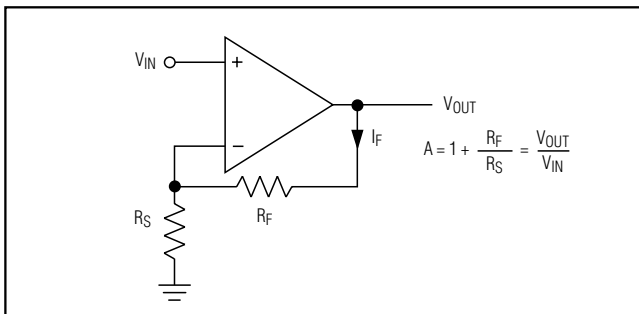 VIN
+
VOUT
IF
−
A = 1 + RF/RS = VOUT/VIN
RS
RF